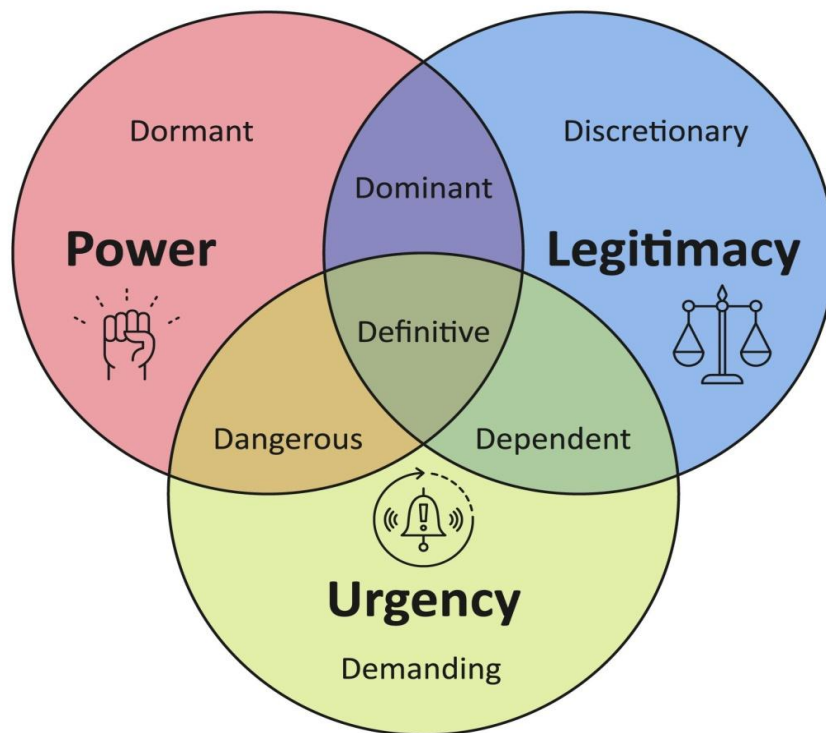 Dormant
Discretionary
Dominant
Power
Legitimacy
Definitive
Dangerous
Dependent
Urgency
Demanding